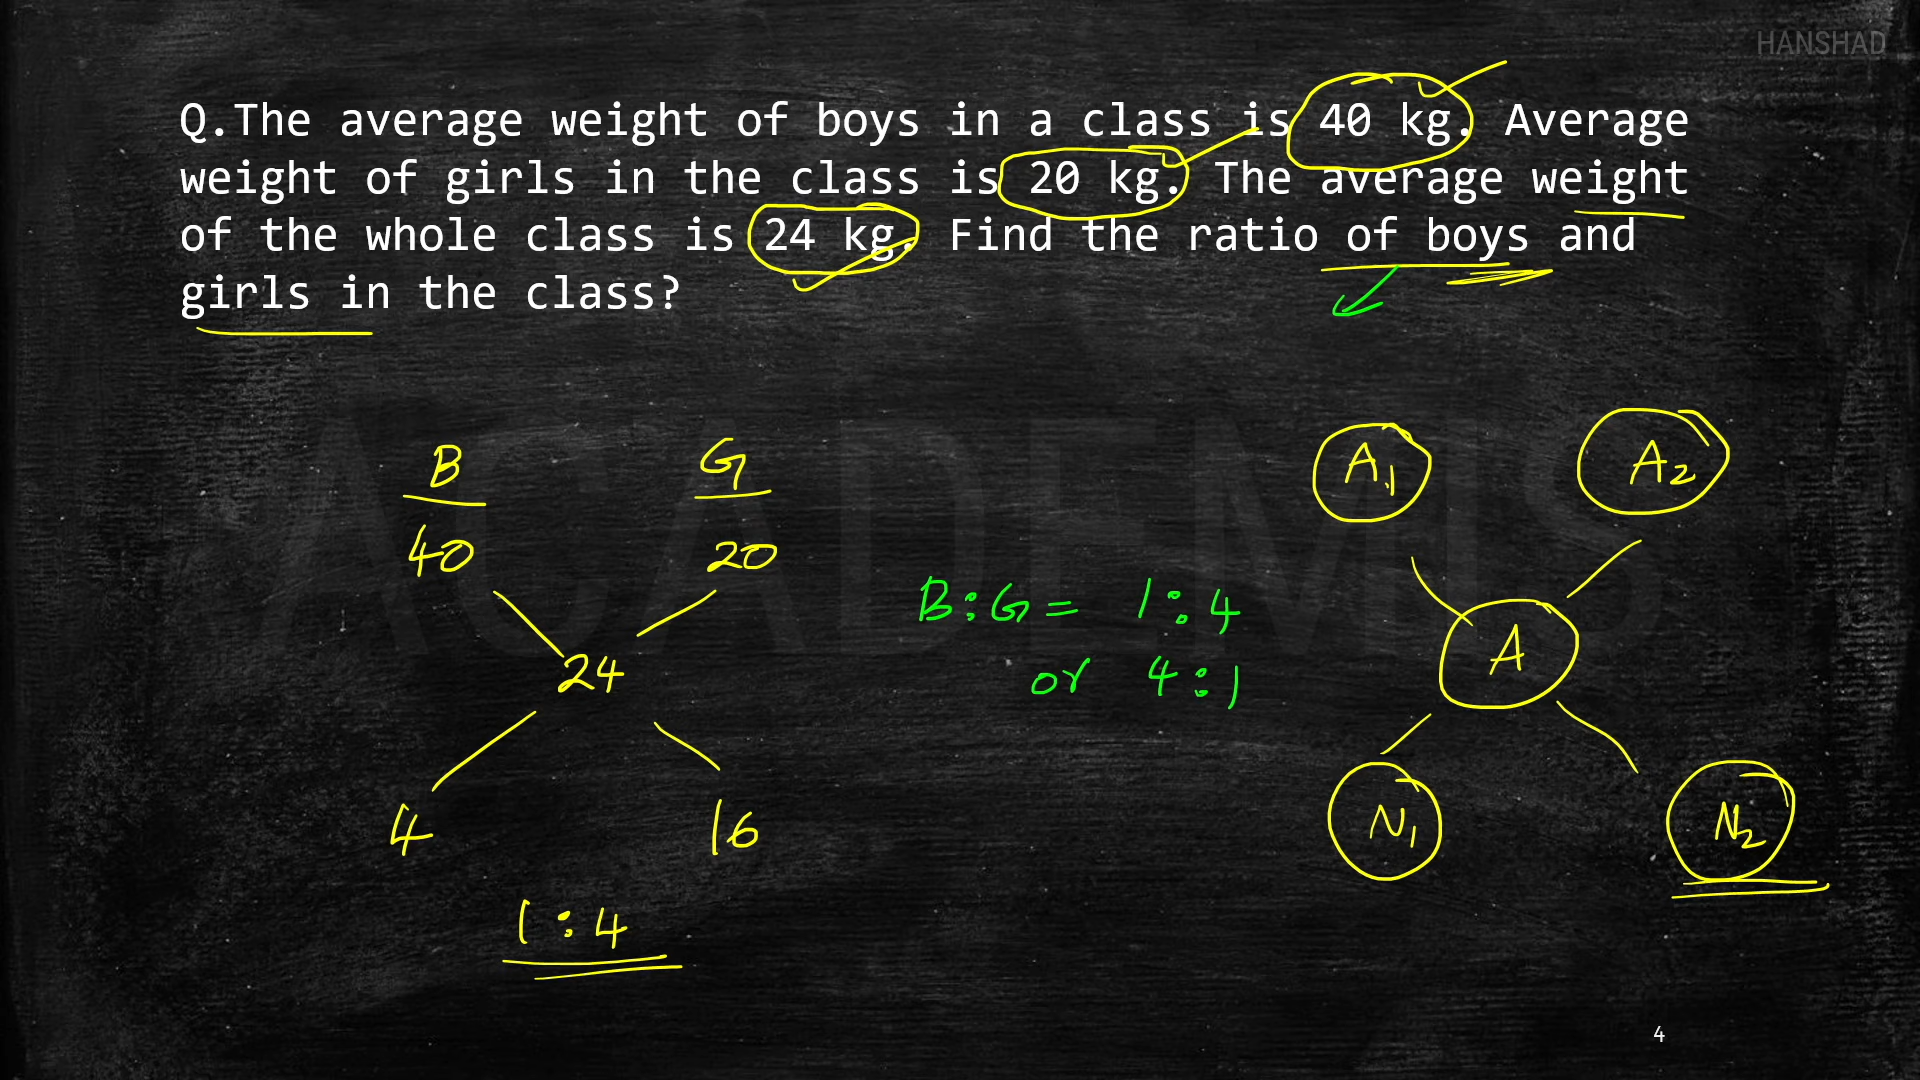 HANSHAD
Q.The average weight of boys in a class is 40 kg. Average
weight of girls in the class is 20 kg. The average weight
of the whole class is 24 kg. Find the ratio of boys and
girls in the class?
ACADEMIS
B G
40 20
24
4 16
1:4
B:G = 1:4
or 4:1
A1 A2
A
N1 N2
4